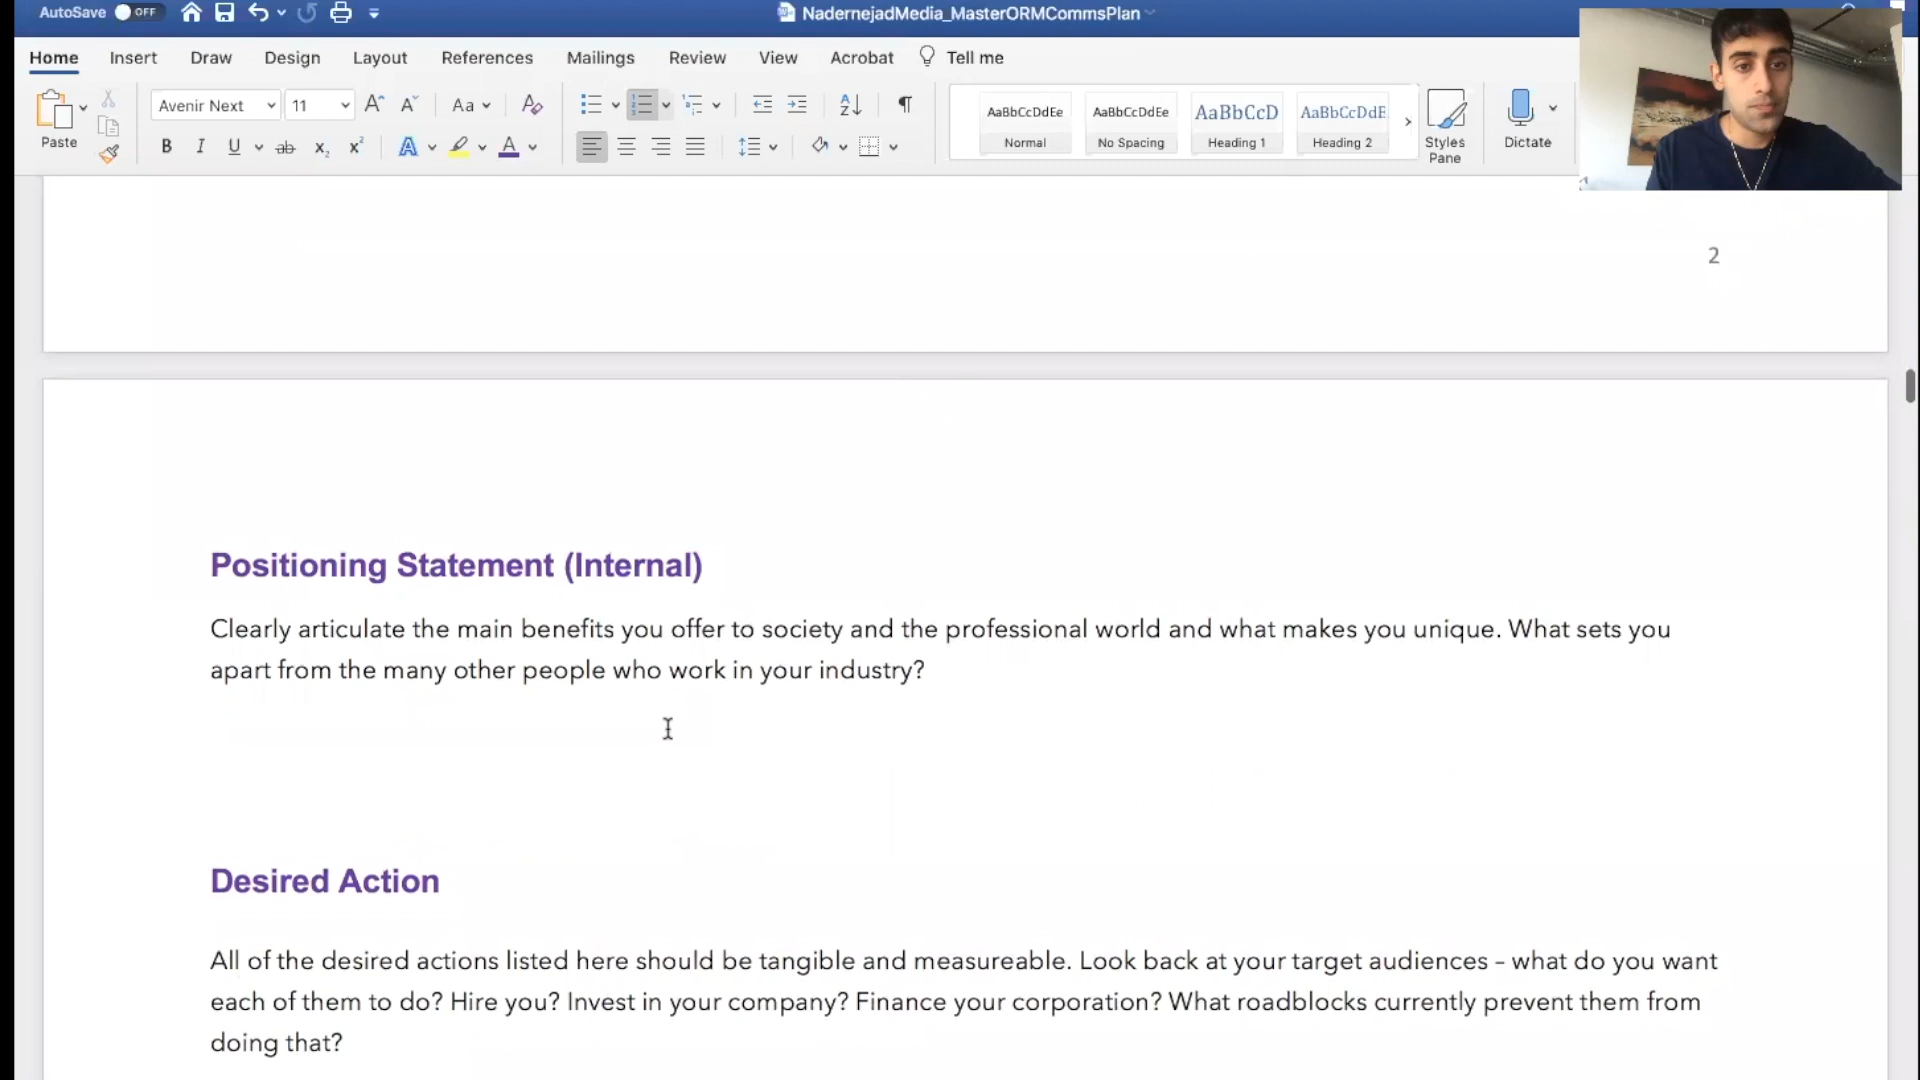 AutoSave OFF NadernejadMedia_MasterORMCommsPlan
Home Insert Draw Design Layout References Mailings Review View Acrobat Tell me
Paste Avenir Next 11 A A Aa A
B I U ab x₂ x² A A
AaBbCcDdEe AaBbCcDdEe AaBbCcD AaBbCcDdE
Normal No Spacing Heading 1 Heading 2
Styles Pane
Dictate
2
Positioning Statement (Internal)
Clearly articulate the main benefits you offer to society and the professional world and what makes you unique. What sets you
apart from the many other people who work in your industry?
Desired Action
All of the desired actions listed here should be tangible and measureable. Look back at your target audiences – what do you want
each of them to do? Hire you? Invest in your company? Finance your corporation? What roadblocks currently prevent them from
doing that?